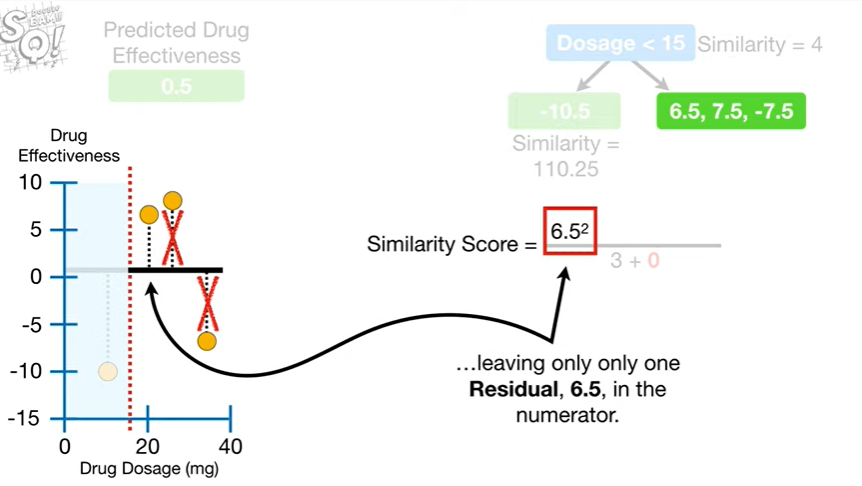 SQ!
Predicted Drug
Effectiveness
0.5
Dosage < 15
Similarity = 4
-10.5
6.5, 7.5, -7.5
Similarity =
110.25
Drug
Effectiveness
10
5
0
-5
-10
-15
0
20
40
Drug Dosage (mg)
Similarity Score =
6.5²
3 + 0
…leaving only only one
Residual, 6.5, in the
numerator.